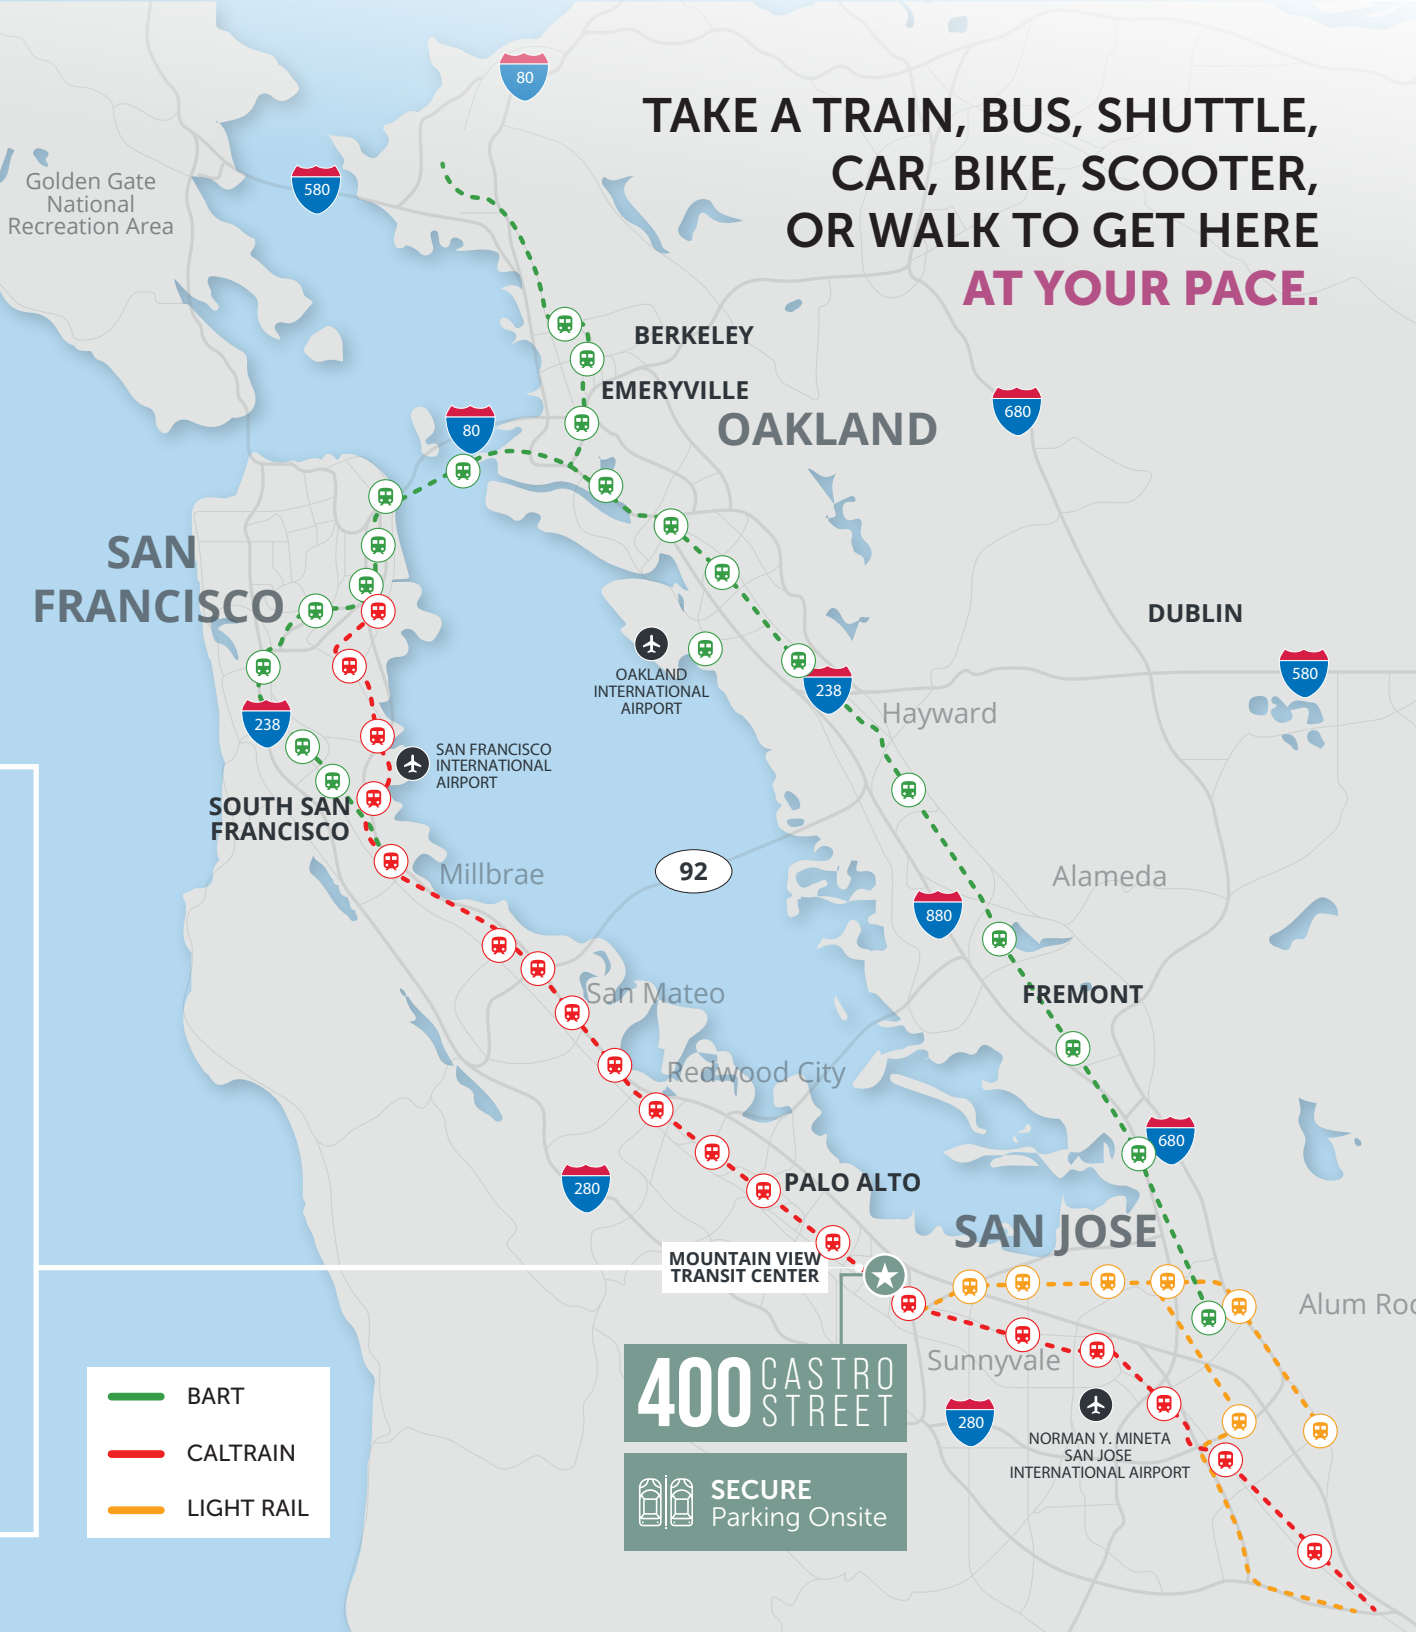 80
TAKE A TRAIN, BUS, SHUTTLE,
CAR, BIKE, SCOOTER,
OR WALK TO GET HERE
AT YOUR PACE.
Golden Gate
National
Recreation Area
580
BERKELEY
EMERYVILLE
OAKLAND
680
80
SAN
FRANCISCO
DUBLIN
580
OAKLAND
INTERNATIONAL
AIRPORT
238
Hayward
238
SAN FRANCISCO
INTERNATIONAL
AIRPORT
SOUTH SAN
FRANCISCO
Millbrae
92
Alameda
880
San Mateo
FREMONT
Redwood City
680
280
PALO ALTO
SAN JOSE
MOUNTAIN VIEW
TRANSIT CENTER
Alum Roc
400 CASTRO
STREET
Sunnyvale
280
NORMAN Y. MINETA
SAN JOSE
INTERNATIONAL AIRPORT
SECURE
Parking Onsite
BART
CALTRAIN
LIGHT RAIL